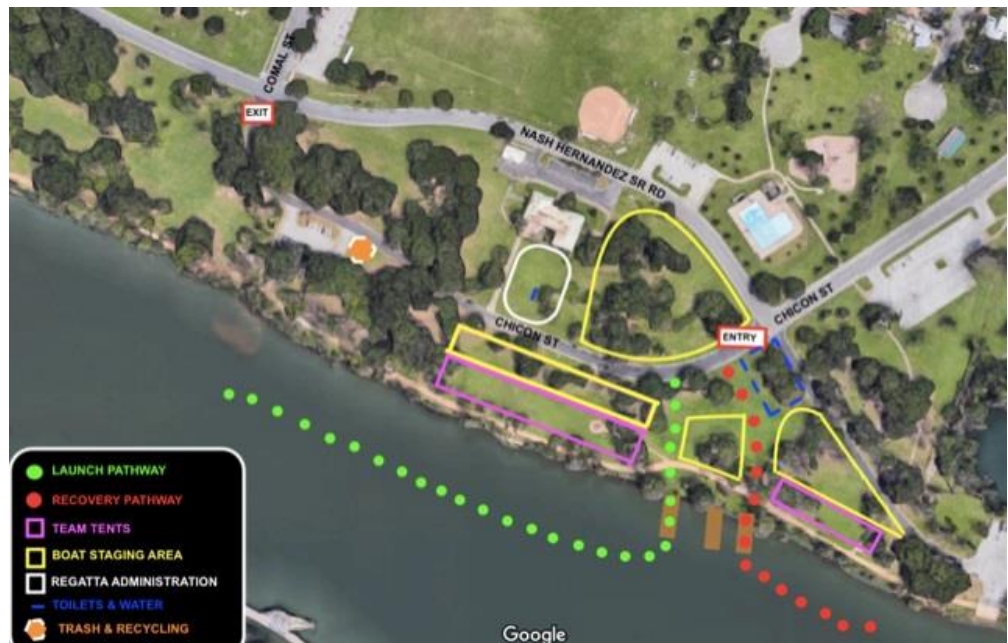 COMAL ST
EXIT
NASH HERNANDEZ SR RD
CHICON ST
CHICON ST
ENTRY
LAUNCH PATHWAY
RECOVERY PATHWAY
TEAM TENTS
BOAT STAGING AREA
REGATTA ADMINISTRATION
TOILETS & WATER
TRASH & RECYCLING
Google